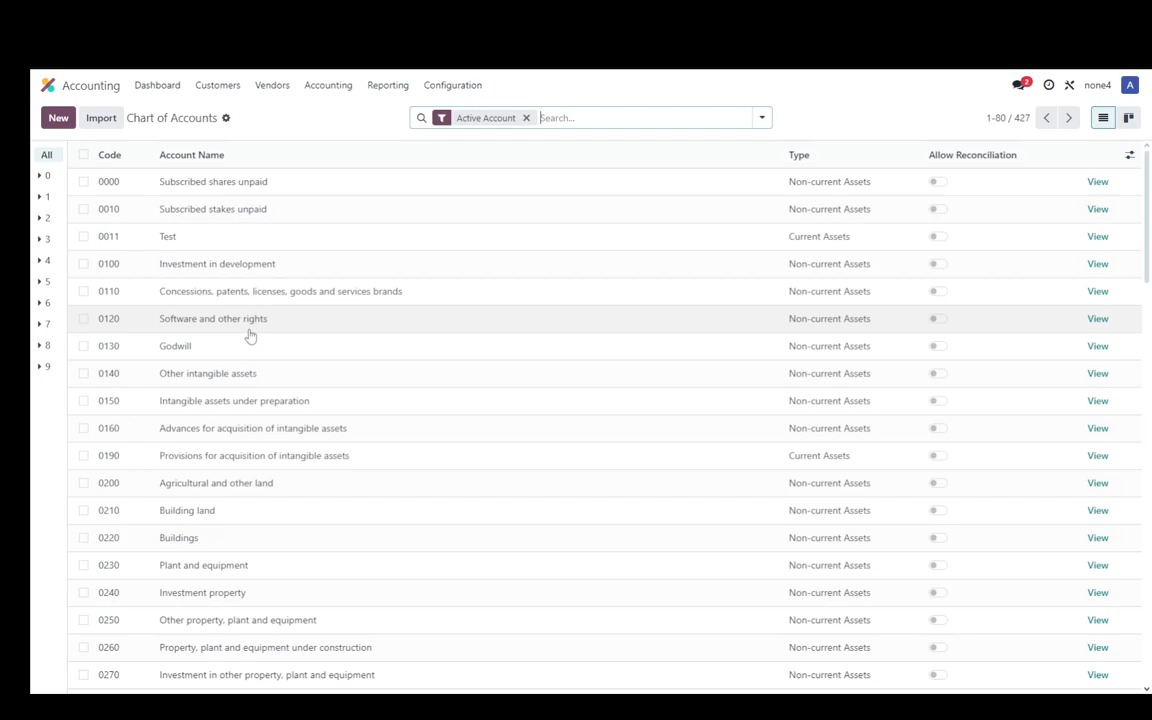 Accounting Dashboard Customers Vendors Accounting Reporting Configuration 2 none4 A
New Import Chart of Accounts Active Account Search... 1-80 / 427
All Code Account Name Type Allow Reconciliation
0000 Subscribed shares unpaid Non-current Assets View
0010 Subscribed stakes unpaid Non-current Assets View
0011 Test Current Assets View
0100 Investment in development Non-current Assets View
0110 Concessions, patents, licenses, goods and services brands Non-current Assets View
0120 Software and other rights Non-current Assets View
0130 Godwill Non-current Assets View
0140 Other intangible assets Non-current Assets View
0150 Intangible assets under preparation Non-current Assets View
0160 Advances for acquisition of intangible assets Non-current Assets View
0190 Provisions for acquisition of intangible assets Current Assets View
0200 Agricultural and other land Non-current Assets View
0210 Building land Non-current Assets View
0220 Buildings Non-current Assets View
0230 Plant and equipment Non-current Assets View
0240 Investment property Non-current Assets View
0250 Other property, plant and equipment Non-current Assets View
0260 Property, plant and equipment under construction Non-current Assets View
0270 Investment in other property, plant and equipment Non-current Assets View
0
1
2
3
4
5
6
7
8
9